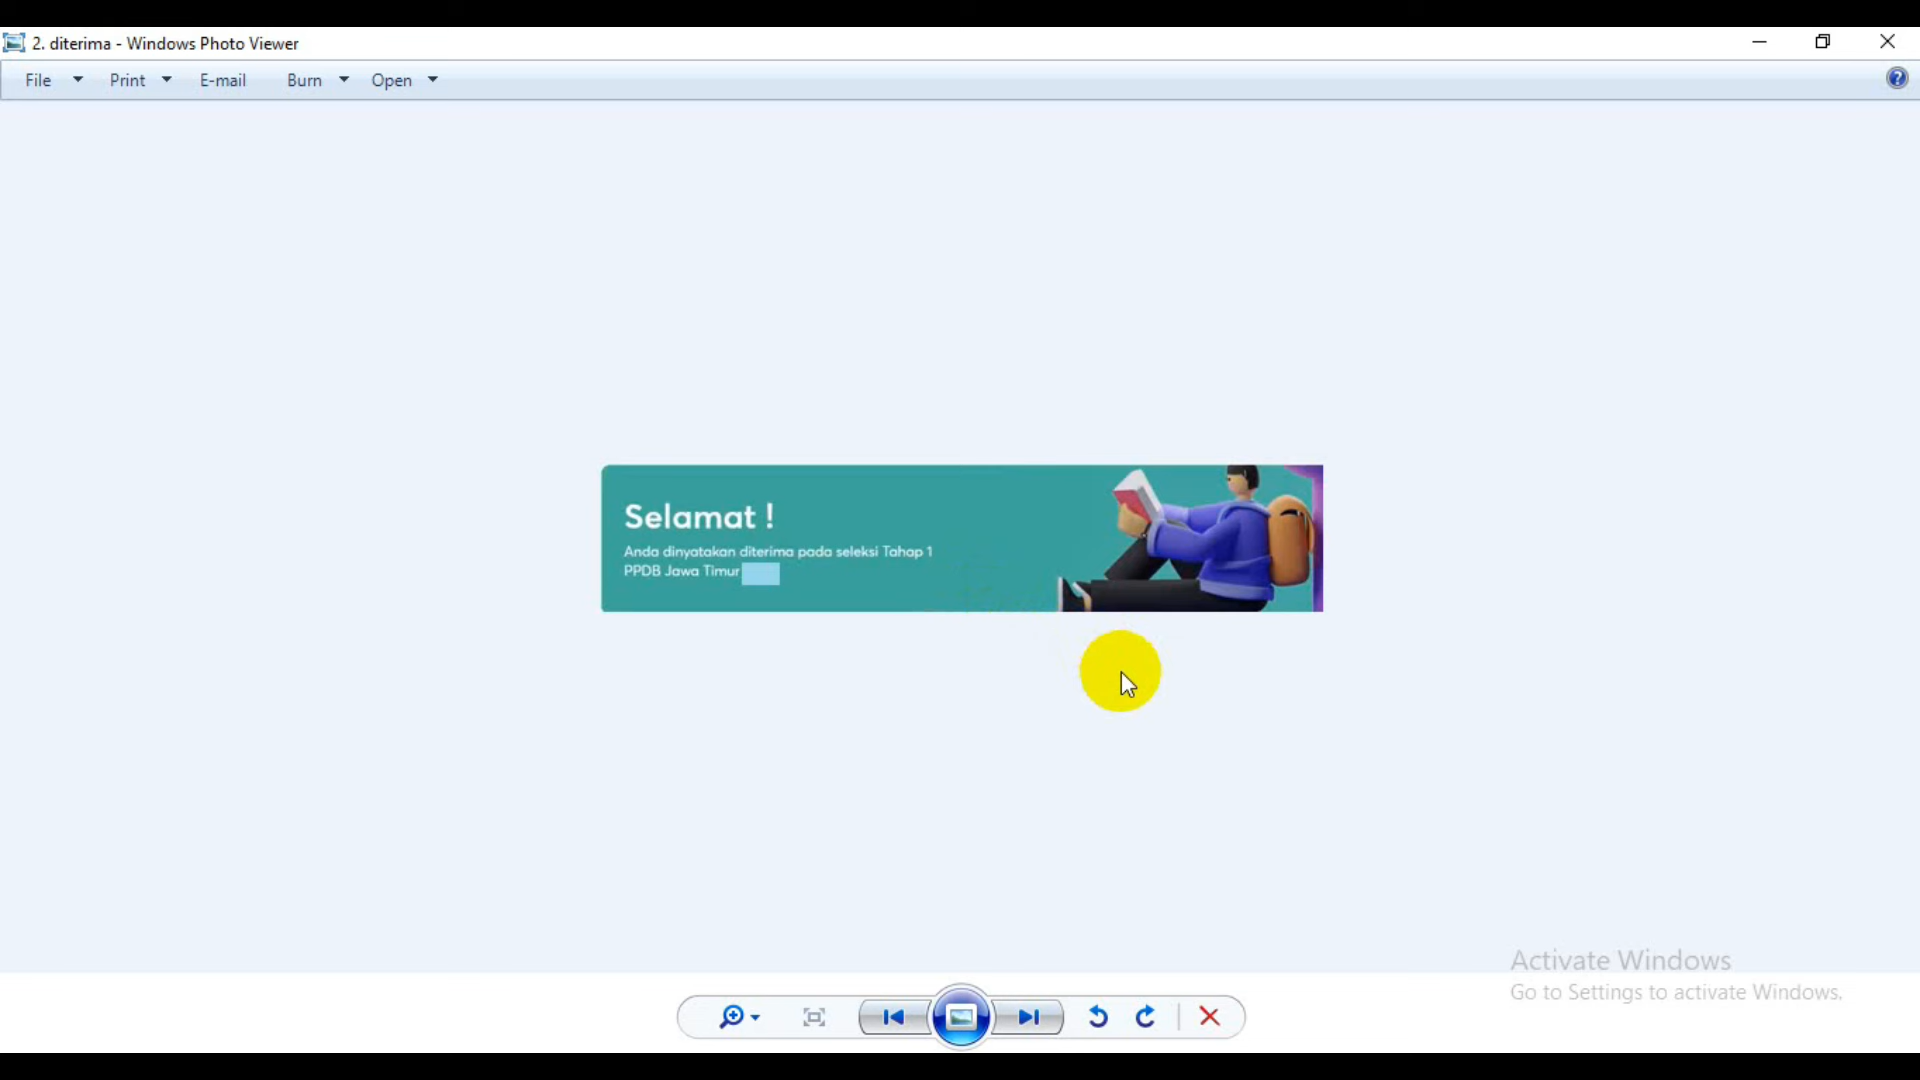 2. diterima - Windows Photo Viewer
File Print E-mail Burn Open
Selamat !
Anda dinyatakan diterima pada seleksi Tahap 1
PPDB Jawa Timur
Activate Windows
Go to Settings to activate Windows.